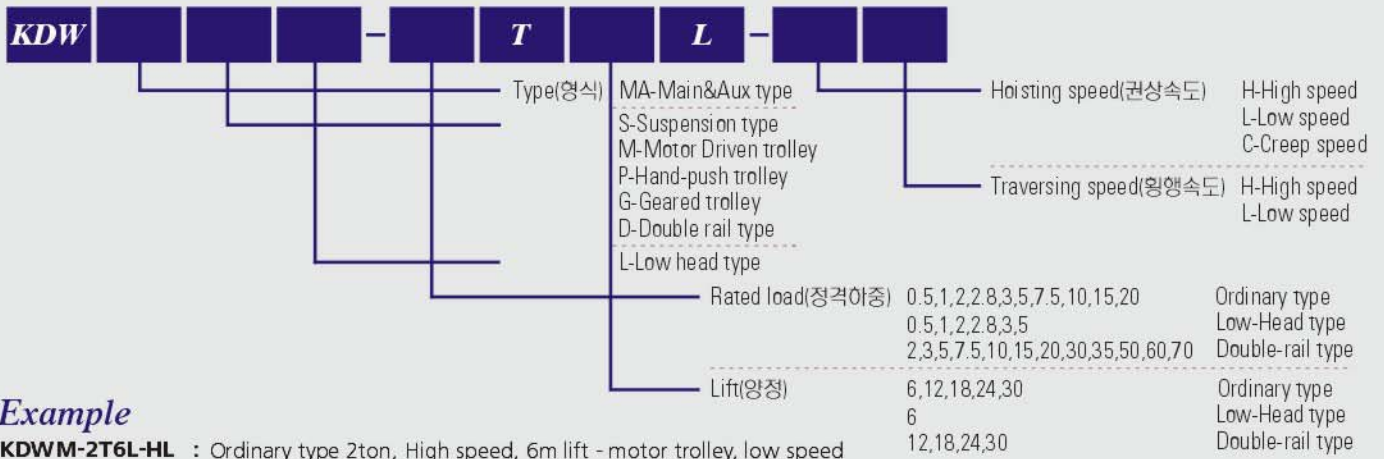 KDW - T L -
Type(형식) MA-Main&Aux type
S-Suspension type
M-Motor Driven trolley
P-Hand-push trolley
G-Geared trolley
D-Double rail type
L-Low head type
Hoisting speed(권상속도) H-High speed
L-Low speed
C-Creep speed
Traversing speed(횡행속도) H-High speed
L-Low speed
Rated load(정격하중) 0.5,1,2,2.8,3,5,7.5,10,15,20 Ordinary type
0.5,1,2,2.8,3,5 Low-Head type
2,3,5,7.5,10,15,20,30,35,50,60,70 Double-rail type
Lift(양정) 6,12,18,24,30 Ordinary type
6 Low-Head type
12,18,24,30 Double-rail type
Example
KDWM-2T6L-HL : Ordinary type 2ton, High speed, 6m lift - motor trolley, low speed